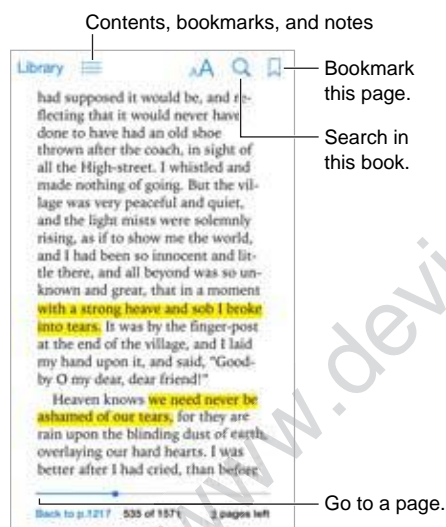 Contents, bookmarks, and notes
Library
AA
Bookmark
this page.
Search in
this book.
had supposed it would be, and re-
flecting that it would never have
done to have had an old shoe
thrown after the coach, in sight of
all the High-street. I whistled and
made nothing of going. But the vil-
lage was very peaceful and quiet,
and the light mists were solemnly
rising, as if to show me the world,
and I had been so innocent and lit-
tle there, and all beyond was so un-
known and great, that in a moment
with a strong heave and sob I broke
into tears. It was by the finger-post
at the end of the village, and I laid
my hand upon it, and said, "Good-
by O my dear, dear friend!"
Heaven knows we need never be
ashamed of our tears, for they are
rain upon the blinding dust of earth,
overlaying our hard hearts. I was
better after I had cried, than before
Go to a page.
Back to p.1217 535 of 1571 2 pages left
www.devi